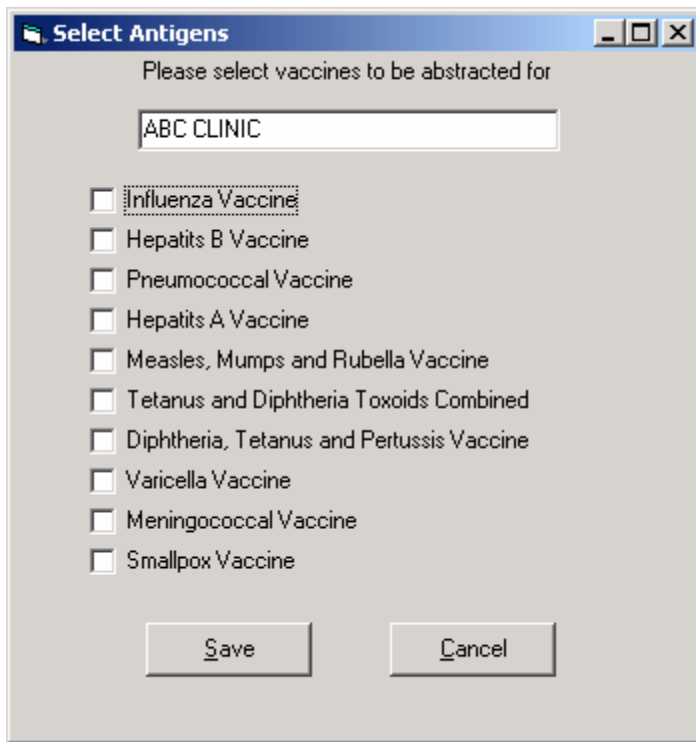 Select Antigens
Please select vaccines to be abstracted for
ABC CLINIC
Influenza Vaccine
Hepatits B Vaccine
Pneumococcal Vaccine
Hepatits A Vaccine
Measles, Mumps and Rubella Vaccine
Tetanus and Diphtheria Toxoids Combined
Diphtheria, Tetanus and Pertussis Vaccine
Varicella Vaccine
Meningococcal Vaccine
Smallpox Vaccine
Save Cancel